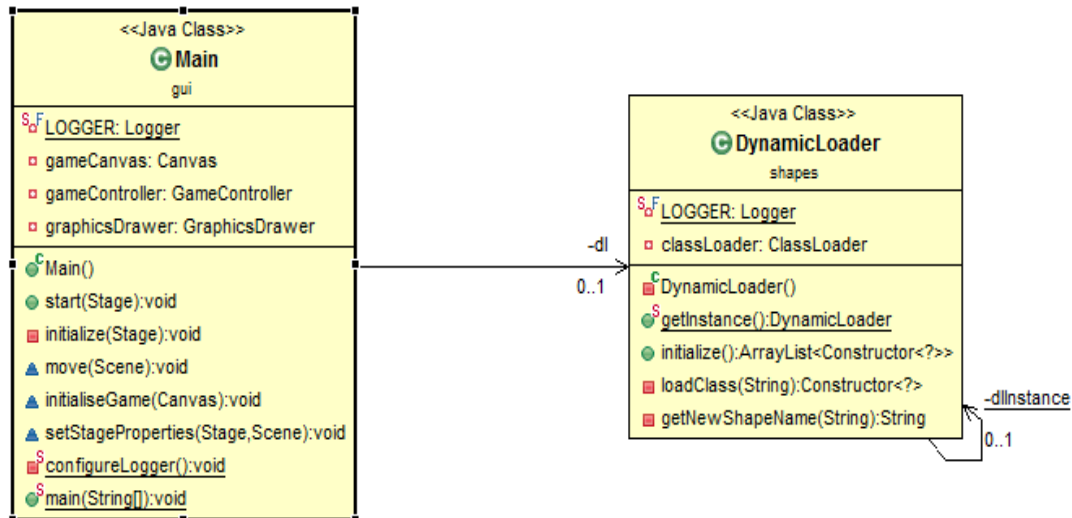 <<Java Class>>
Main
gui
LOGGER: Logger
gameCanvas: Canvas
gameController: GameController
graphicsDrawer: GraphicsDrawer
Main()
start(Stage):void
initialize(Stage):void
move(Scene):void
initialiseGame(Canvas):void
setStageProperties(Stage,Scene):void
configureLogger():void
main(String[]):void
-dl
0..1
<<Java Class>>
DynamicLoader
shapes
LOGGER: Logger
classLoader: ClassLoader
DynamicLoader()
getInstance():DynamicLoader
initialize():ArrayList<Constructor<?>>
loadClass(String):Constructor<?>
getNewShapeName(String):String
-dlInstance
0..1